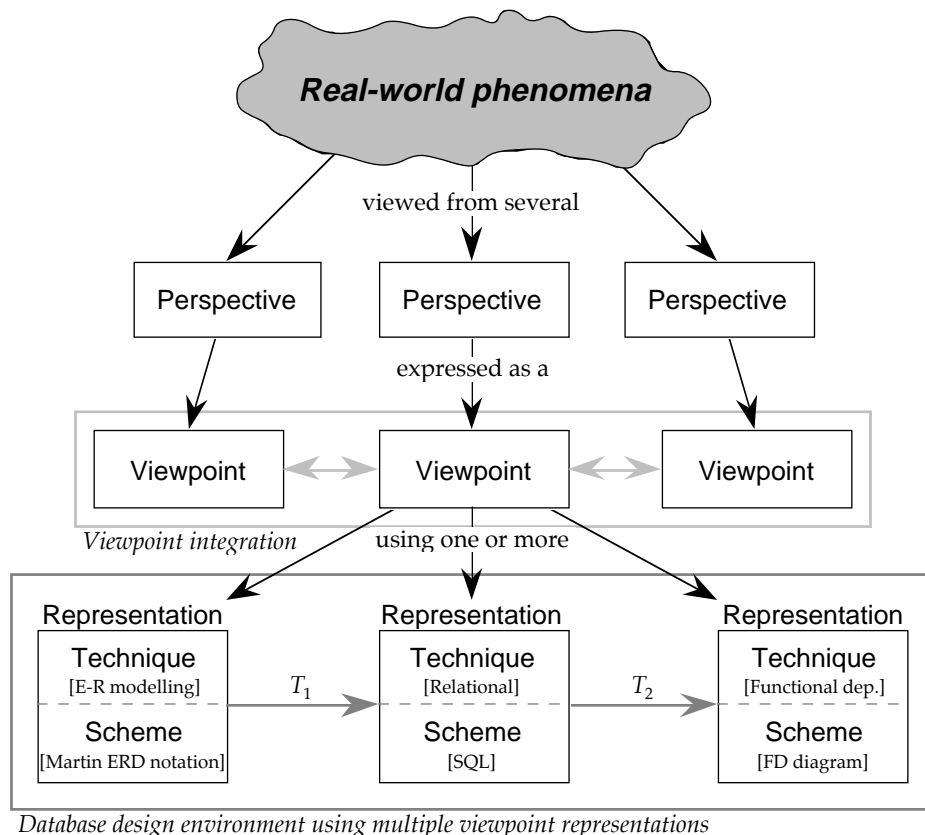 Real-world phenomena
viewed from several
Perspective
Perspective
Perspective
expressed as a
Viewpoint
Viewpoint
Viewpoint
Viewpoint integration
using one or more
Representation
Representation
Representation
Technique
[E-R modelling]
Scheme
[Martin ERD notation]
T1
Technique
[Relational]
Scheme
[SQL]
T2
Technique
[Functional dep.]
Scheme
[FD diagram]
Database design environment using multiple viewpoint representations